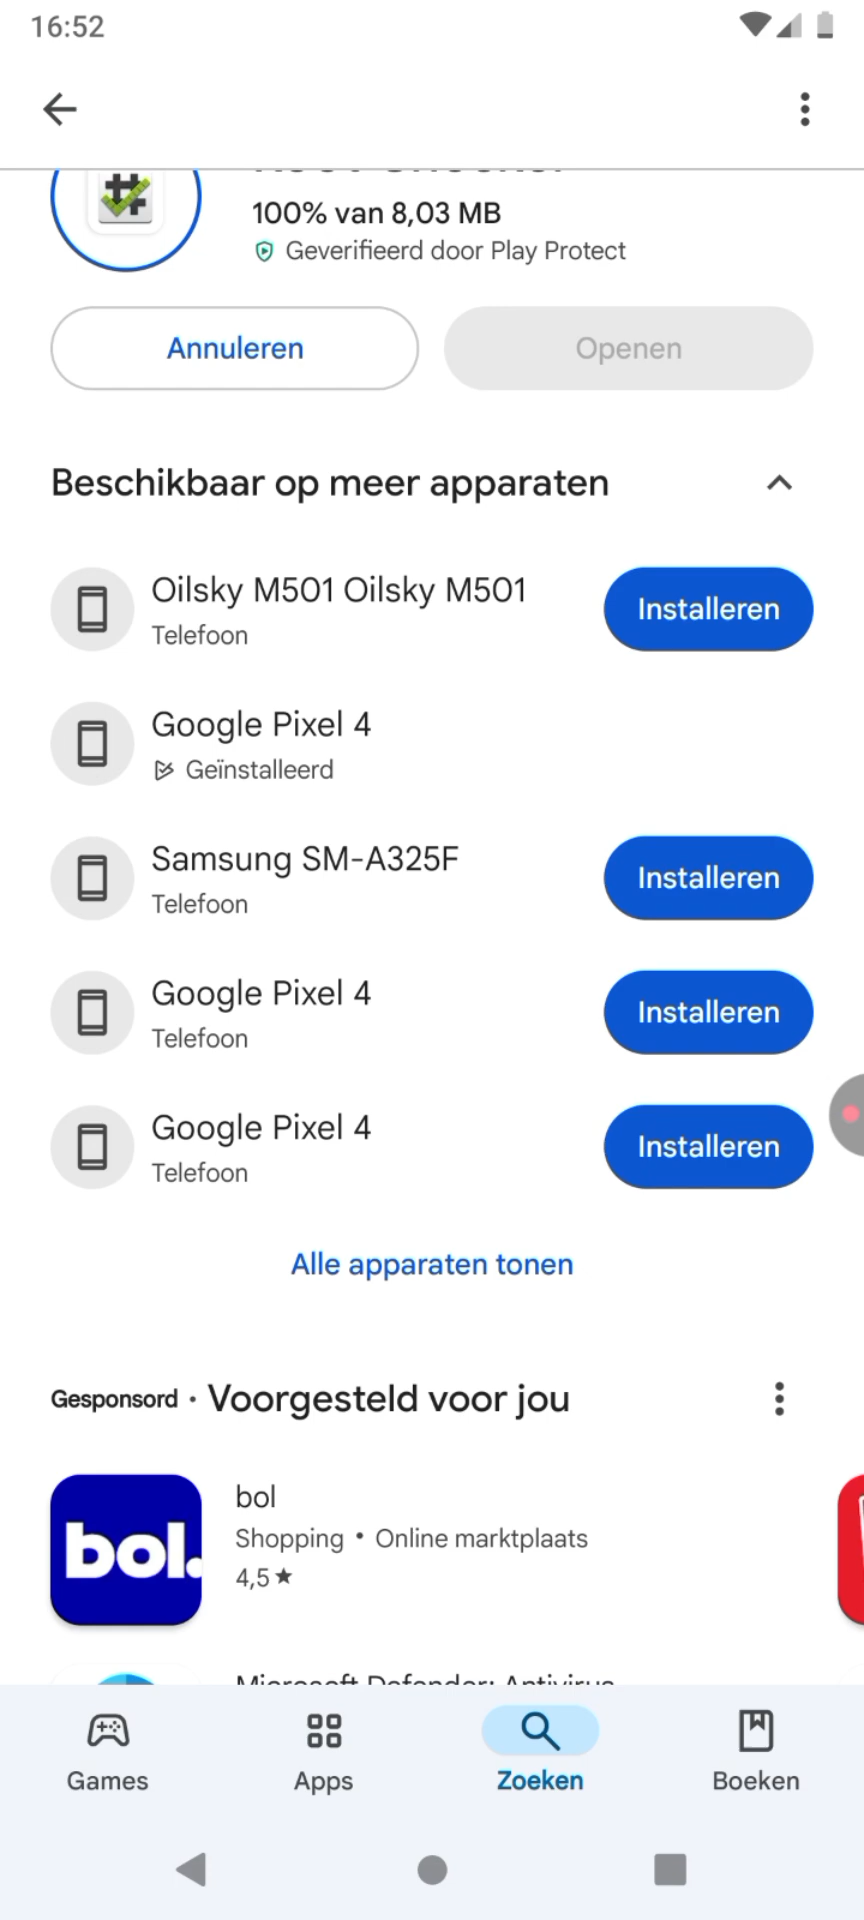 16:52
100% van 8,03 MB
Geverifieerd door Play Protect
Annuleren
Openen
Beschikbaar op meer apparaten
Oilsky M501 Oilsky M501
Telefoon
Installeren
Google Pixel 4
Geïnstalleerd
Samsung SM-A325F
Telefoon
Installeren
Google Pixel 4
Telefoon
Installeren
Google Pixel 4
Telefoon
Installeren
Alle apparaten tonen
Gesponsord • Voorgesteld voor jou
bol.
bol
Shopping • Online marktplaats
4,5 ★
Microsoft Defender: Antivirus
Games
Apps
Zoeken
Boeken